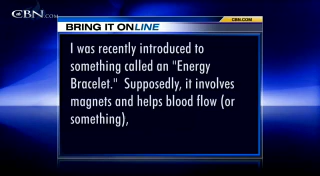 CBN.COM
CBN.COM
BRING IT ONLINE
I was recently introduced to
something called an "Energy
Bracelet."  Supposedly, it involves
magnets and helps blood flow (or
something),